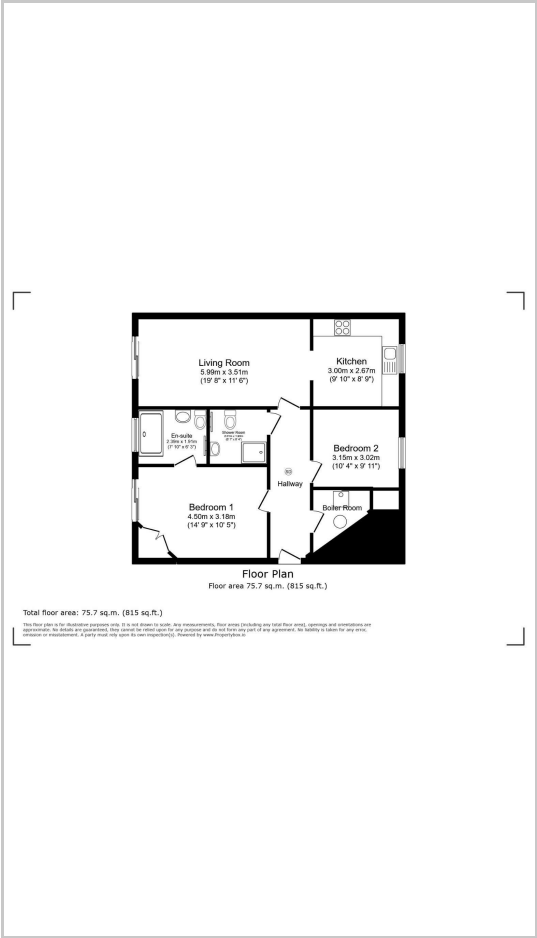 Living Room
5.99m x 3.51m
(19' 8" x 11' 6")
Kitchen
3.00m x 2.67m
(9' 10" x 8' 9")
En-suite
2.39m x 1.91m
(7' 10" x 6' 3")
Shower Room
Bedroom 2
3.15m x 3.02m
(10' 4" x 9' 11")
Hallway
Bedroom 1
4.50m x 3.18m
(14' 9" x 10' 5")
Boiler Room
Floor Plan
Floor area 75.7 sq.m. (815 sq.ft.)
Total floor area: 75.7 sq.m. (815 sq.ft.)
This floor plan is for illustrative purposes only. It is not drawn to scale. Any measurements, floor areas (including any total floor area), openings and orientations are
approximate. No details are guaranteed, they cannot be relied upon for any purpose and do not form any part of any agreement. No liability is taken for any error,
omission or misstatement. A party must rely upon its own inspection(s). Powered by www.Propertybox.io